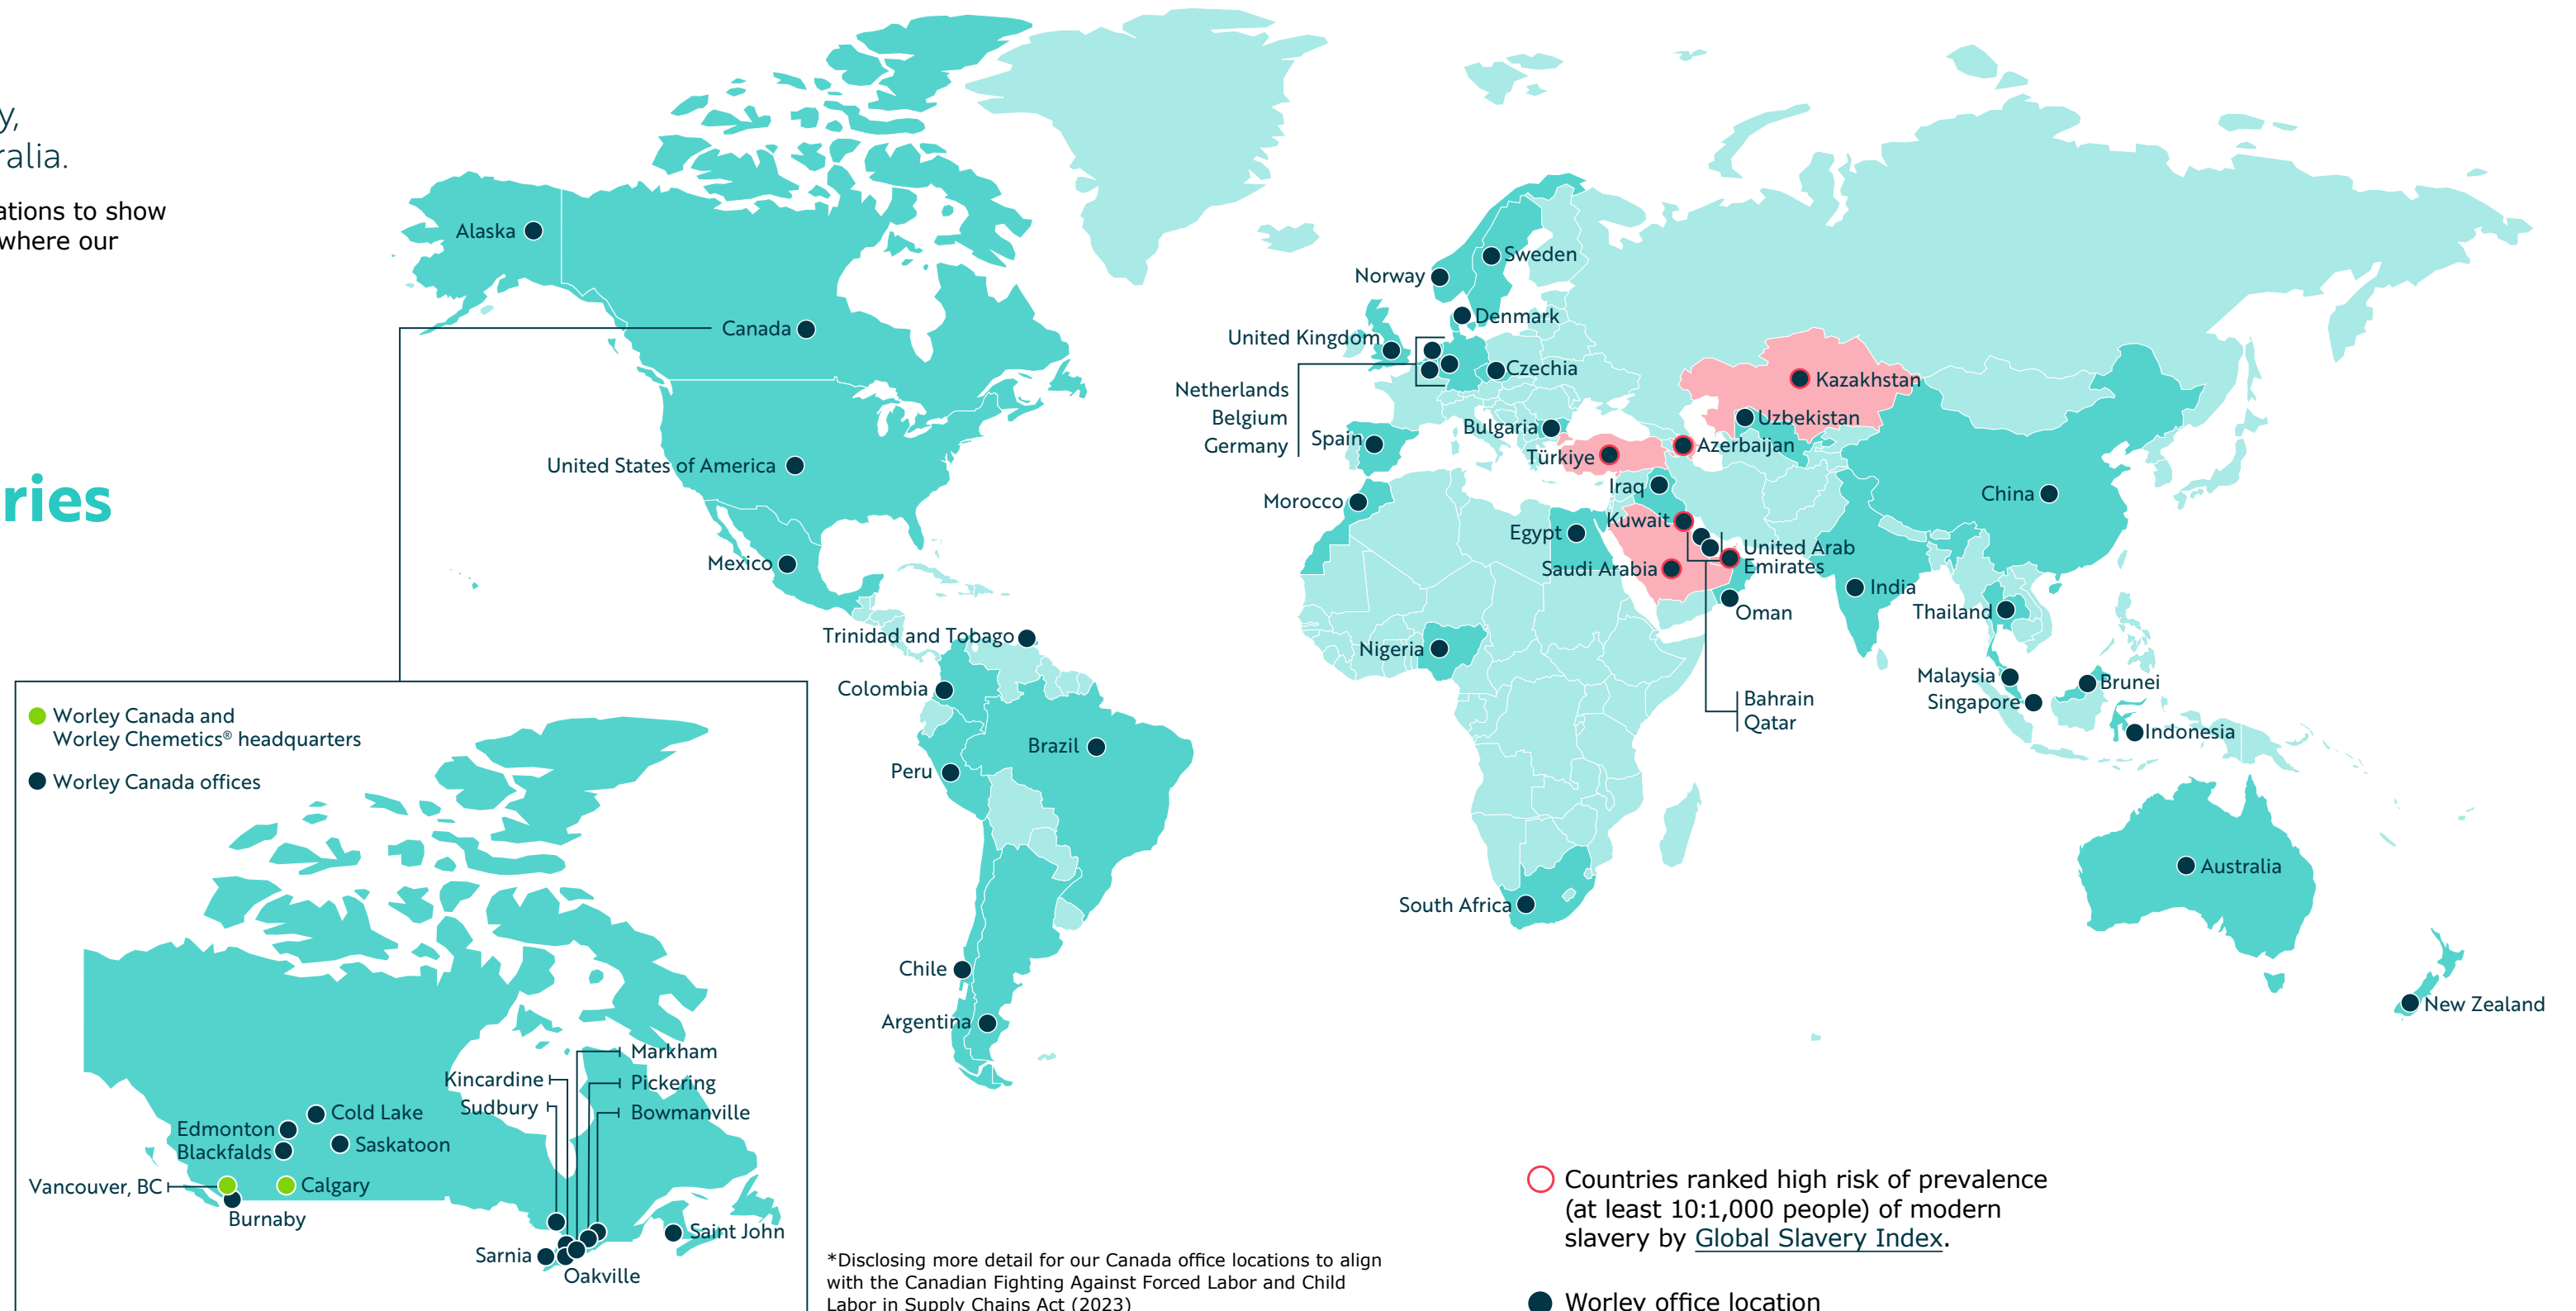 ralia.
ations to show
where our
ries
Alaska
Canada
United States of America
Mexico
Trinidad and Tobago
Colombia
Brazil
Peru
Chile
Argentina
Sweden
Norway
Denmark
United Kingdom
Czechia
Netherlands
Belgium
Germany
Bulgaria
Spain
Türkiye
Morocco
Kazakhstan
Uzbekistan
Azerbaijan
Iraq
Kuwait
Egypt
Saudi Arabia
United Arab
Emirates
Oman
Bahrain
Qatar
Nigeria
South Africa
China
India
Thailand
Malaysia
Singapore
Brunei
Indonesia
Australia
New Zealand
Worley Canada and
Worley Chemetics® headquarters
Worley Canada offices
Markham
Kincardine
Pickering
Sudbury
Bowmanville
Cold Lake
Edmonton
Saskatoon
Blackfalds
Vancouver, BC
Calgary
Burnaby
Saint John
Sarnia
Oakville
*Disclosing more detail for our Canada office locations to align
with the Canadian Fighting Against Forced Labor and Child
Labor in Supply Chains Act (2023)
Countries ranked high risk of prevalence
(at least 10:1,000 people) of modern
slavery by Global Slavery Index.
Worley office location